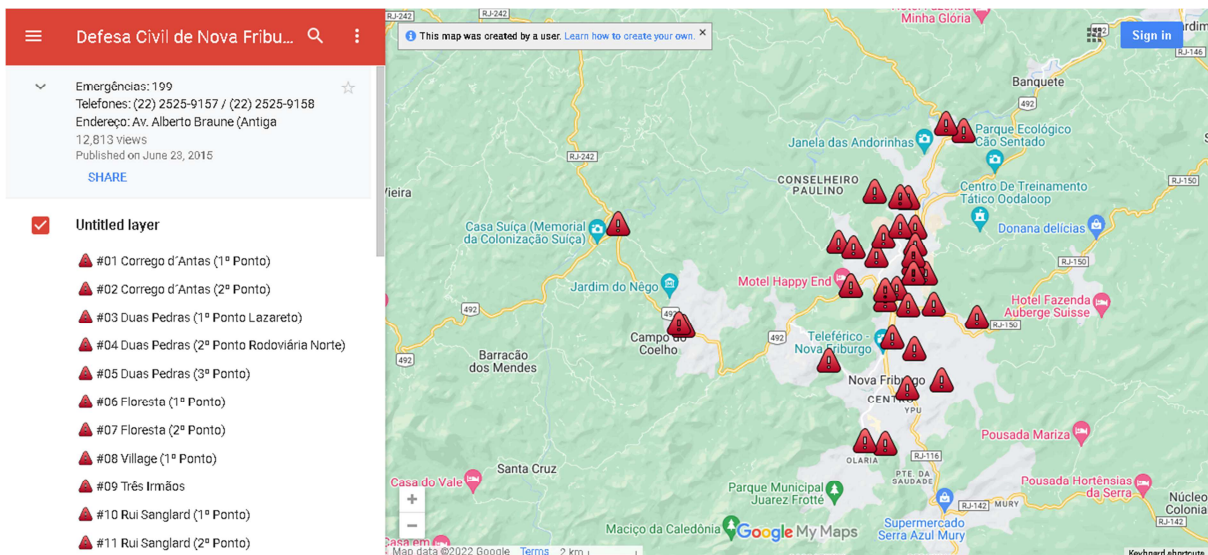 Defesa Civil de Nova Fribu...
Emergências: 199
Telefones: (22) 2525-9157 / (22) 2525-9158
Endereço: Av. Alberto Braune (Antiga
12,813 views
Published on June 23, 2015
SHARE
Untitled layer
#01 Corrego d´Antas (1º Ponto)
#02 Corrego d´Antas (2º Ponto)
#03 Duas Pedras (1º Ponto Lazareto)
#04 Duas Pedras (2º Ponto Rodoviária Norte)
#05 Duas Pedras (3º Ponto)
#06 Floresta (1º Ponto)
#07 Floresta (2º Ponto)
#08 Village (1º Ponto)
#09 Três Irmãos
#10 Rui Sanglard (1º Ponto)
#11 Rui Sanglard (2º Ponto)
RJ-242
RJ-242
Minha Glória
This map was created by a user. Learn how to create your own.
Sign in
RJ-146
Banquete
492
Parque Ecológico
Cão Sentado
Janela das Andorinhas
RJ-242
CONSELHEIRO
PAULINO
RJ-150
Centro De Treinamento
Tático Oodaloop
Casa Suíça (Memorial
da Colonização Suíça)
Donana delícias
RJ-150
Motel Happy End
Jardim do Nêgo
Hotel Fazenda
Auberge Suisse
492
492
RJ-150
Campo do
Coelho
492
Teleférico -
Nova Friburgo
492
Barracão
dos Mendes
Nova Friburgo
CENTRO
YPU
Pousada Mariza
OLARIA
RJ-116
Santa Cruz
PTE. DA
SAUDADE
Casa do Vale
Parque Municipal
Juarez Frotté
Pousada Hortênsias
da Serra
RJ-142
MURY
Núcleo
Colonia
RJ-142
Supermercado
Serra Azul Mury
Maciço da Caledônia
Google My Maps
Casa em
Map data ©2022 Google
Terms
2 km
Keyboard shortcuts